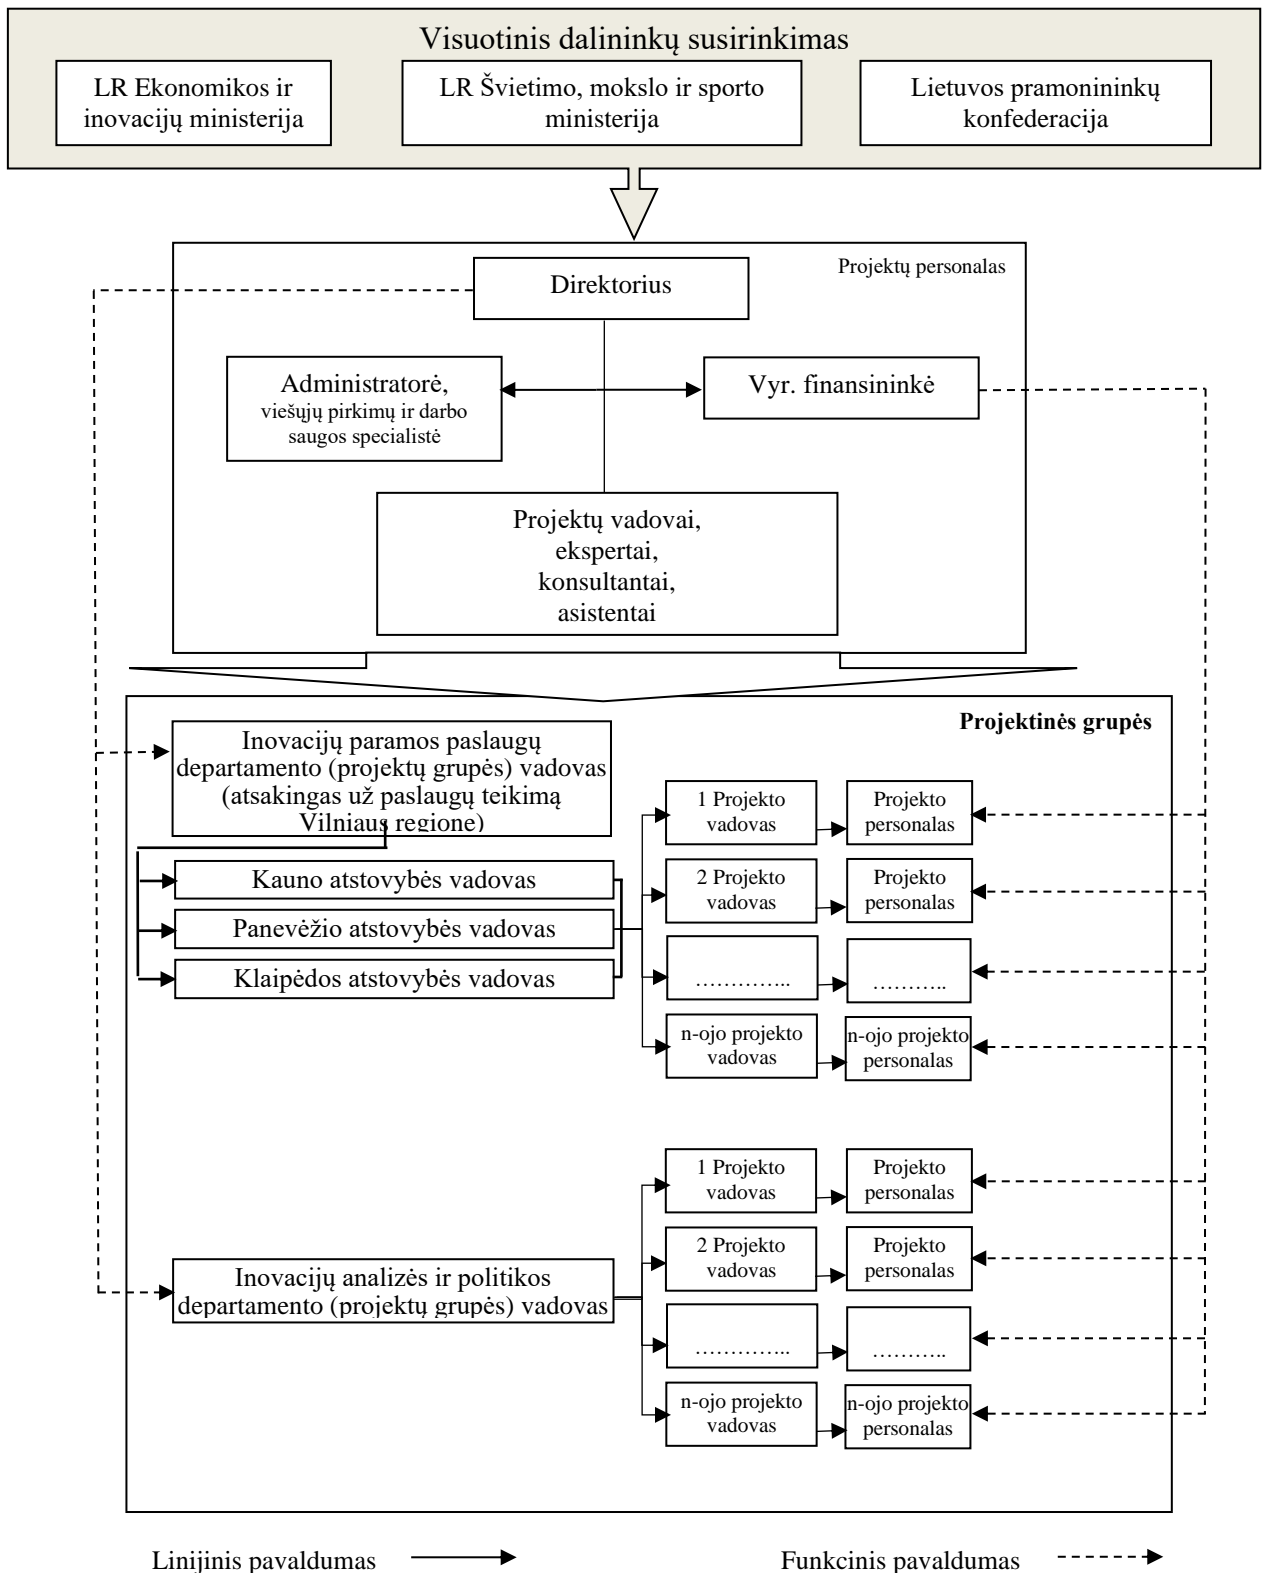 Visuotinis dalininkų susirinkimas
LR Ekonomikos ir
inovacijų ministerija
LR Švietimo, mokslo ir sporto
ministerija
Lietuvos pramonininkų
konfederacija
Projektų personalas
Direktorius
Administratorė,
viešųjų pirkimų ir darbo
saugos specialistė
Vyr. finansininkė
Projektų vadovai,
ekspertai,
konsultantai,
asistentai
Projektinės grupės
Inovacijų paramos paslaugų
departamento (projektų grupės) vadovas
(atsakingas už paslaugų teikimą
Vilniaus regione)
Kauno atstovybės vadovas
Panevėžio atstovybės vadovas
Klaipėdos atstovybės vadovas
1 Projekto
vadovas
Projekto
personalas
2 Projekto
vadovas
Projekto
personalas
…………..
………..
n-ojo projekto
vadovas
n-ojo projekto
personalas
Inovacijų analizės ir politikos
departamento (projektų grupės) vadovas
1 Projekto
vadovas
Projekto
personalas
2 Projekto
vadovas
Projekto
personalas
…………..
………..
n-ojo projekto
vadovas
n-ojo projekto
personalas
Linijinis pavaldumas
Funkcinis pavaldumas